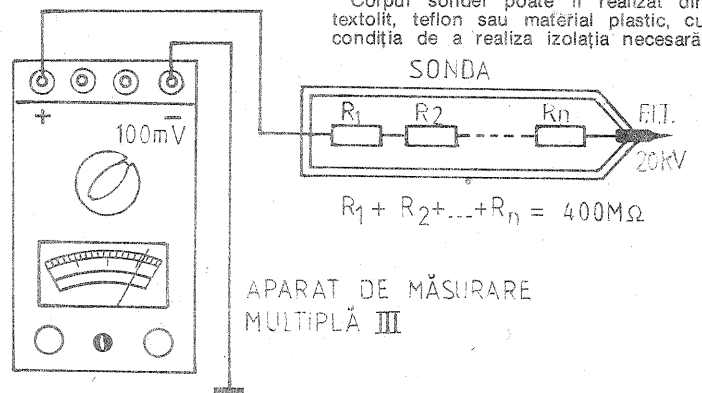 Corpul sondei poate fi realizat din
textolit, teflon sau material plastic, cu
condiția de a realiza izolația necesară
SONDA
R1 R2 Rn F.I.T.
20KV
+ −
100mV
R1 + R2+...+Rn = 400MΩ
APARAT DE MĂSURARE
MULTIPLĂ III